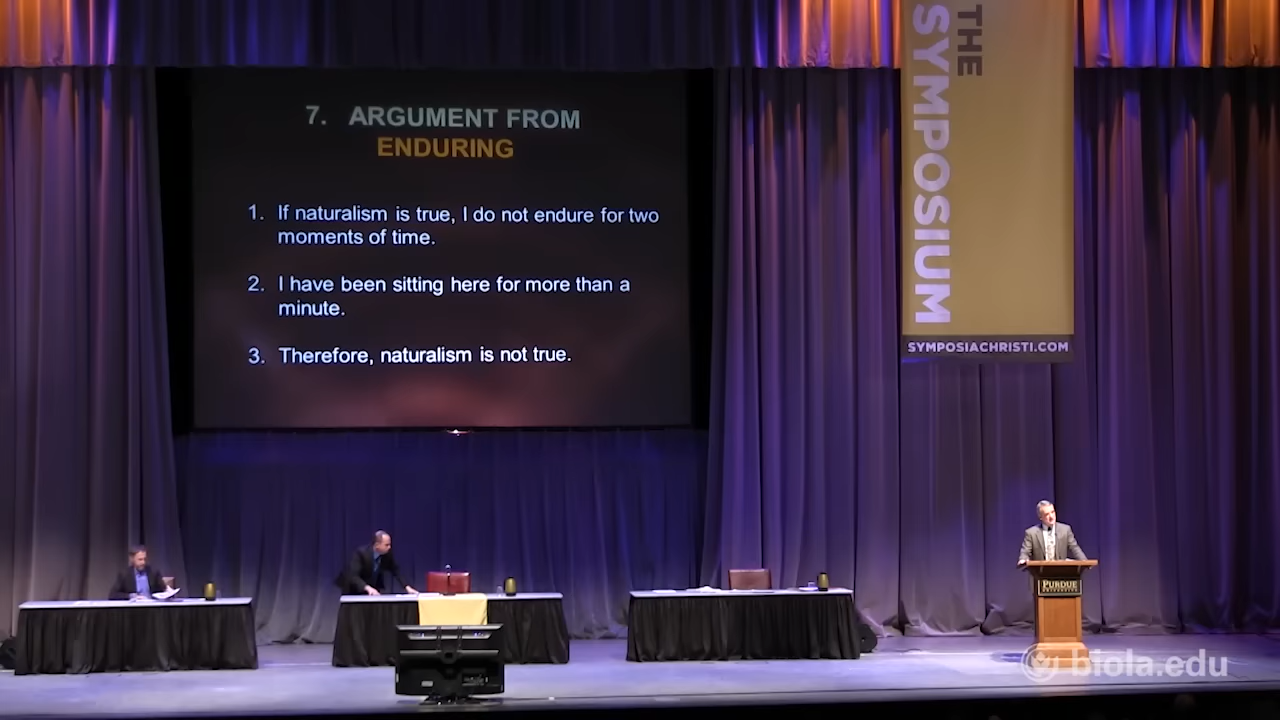 7. ARGUMENT FROM
ENDURING
1. If naturalism is true, I do not endure for two
moments of time.
2. I have been sitting here for more than a
minute.
3. Therefore, naturalism is not true.
THE
SYMPOSIUM
SYMPOSIACHRISTI.COM
PURDUE
UNIVERSITY
biola.edu